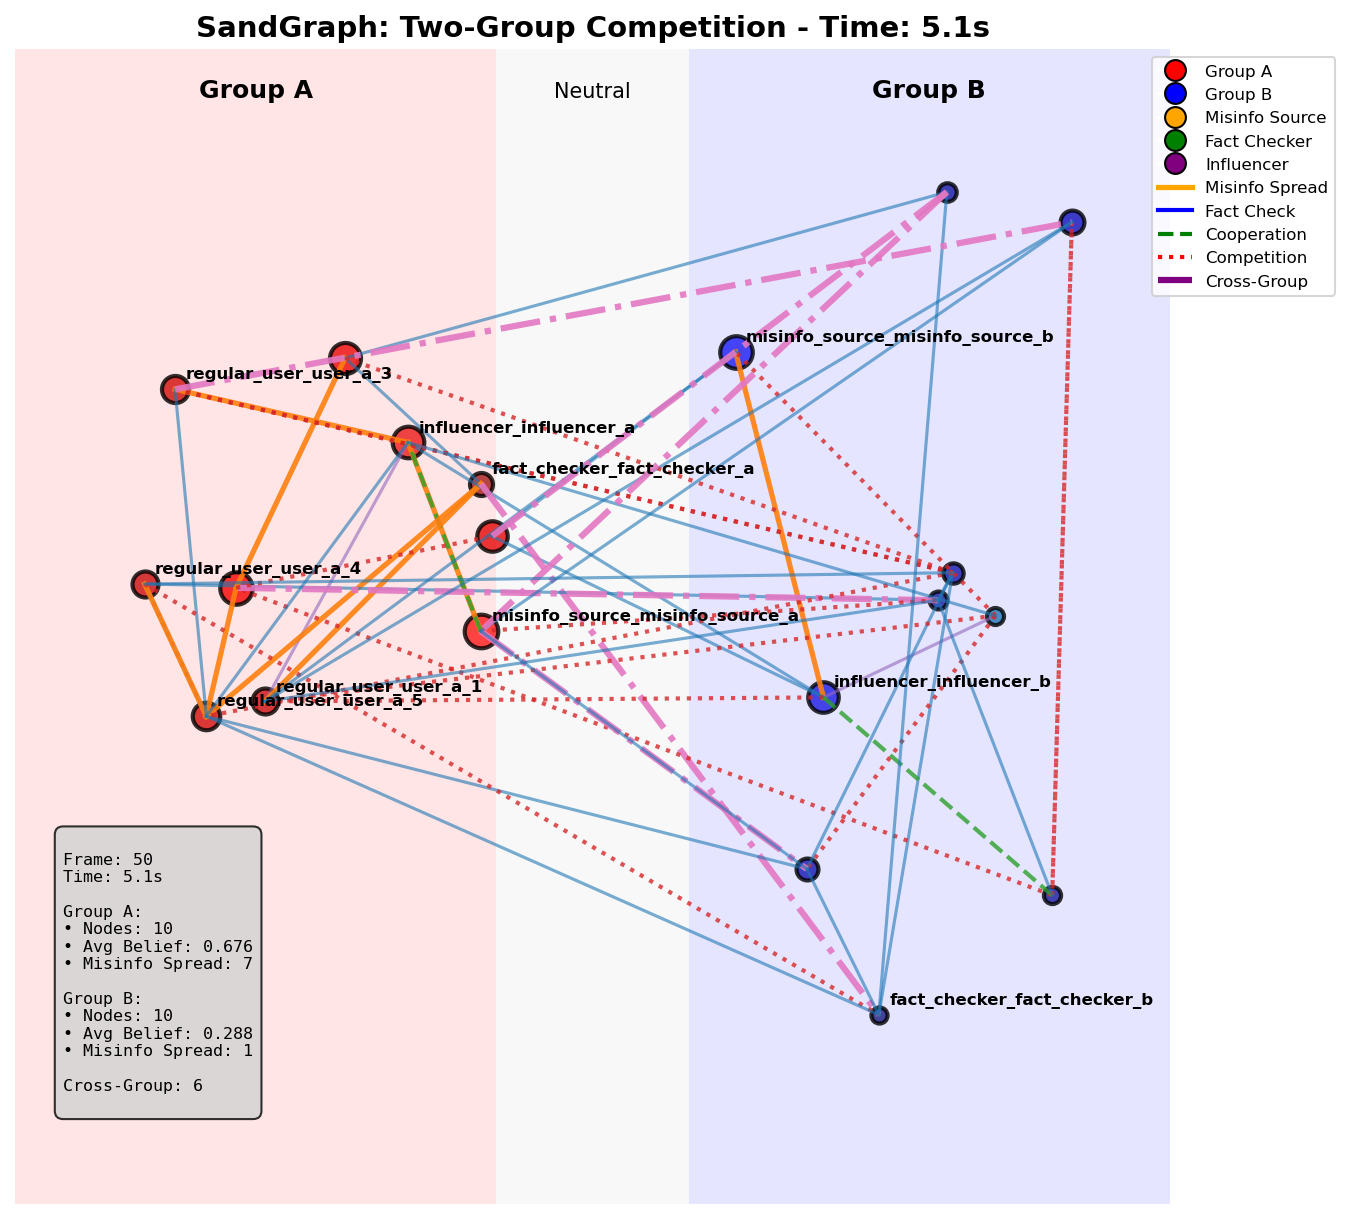 SandGraph: Two-Group Competition - Time: 5.1s
Group A
Neutral
Group B
Group A
Group B
Misinfo Source
Fact Checker
Influencer
Misinfo Spread
Fact Check
Cooperation
Competition
Cross-Group
misinfo_source_misinfo_source_b
regular_user_user_a_3
influencer_influencer_a
fact_checker_fact_checker_a
regular_user_user_a_4
misinfo_source_misinfo_source_a
influencer_influencer_b
regular_user_user_a_1
regular_user_user_a_5
fact_checker_fact_checker_b
Frame: 50
Time: 5.1s
Group A:
• Nodes: 10
• Avg Belief: 0.676
• Misinfo Spread: 7
Group B:
• Nodes: 10
• Avg Belief: 0.288
• Misinfo Spread: 1
Cross-Group: 6